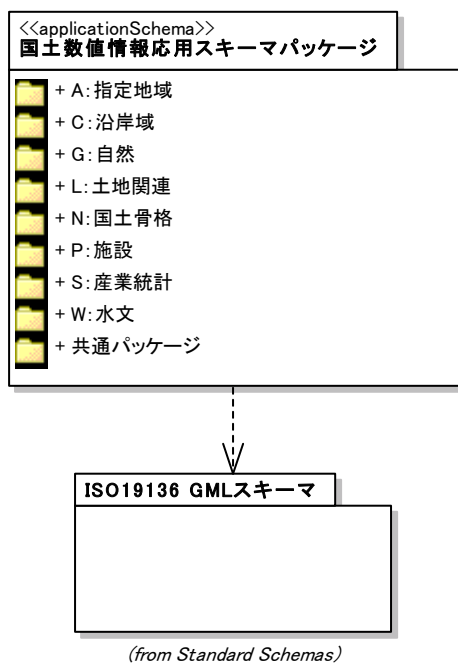 <<applicationSchema>>
国土数値情報応用スキーマパッケージ
+ A:指定地域
+ C:沿岸域
+ G:自然
+ L:土地関連
+ N:国土骨格
+ P:施設
+ S:産業統計
+ W:水文
+ 共通パッケージ
ISO19136 GMLスキーマ
(from Standard Schemas)